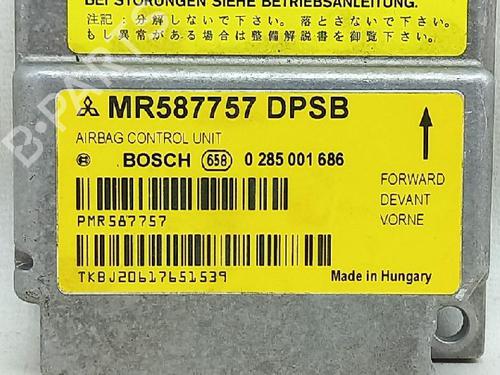 BEI STÖRUNGEN SIEHE BETRIEBSANLEITUNG.
注記:分解しないで下さい。落とさないで下さい。
もし異常がある場合は整備解説書を御覧下さい。
MR587757 DPSB
AIRBAG CONTROL UNIT
BOSCH 658 0 285 001 686
FORWARD
DEVANT
VORNE
PMR587757
TKBJ20617651539
Made in Hungary
B-PARTS